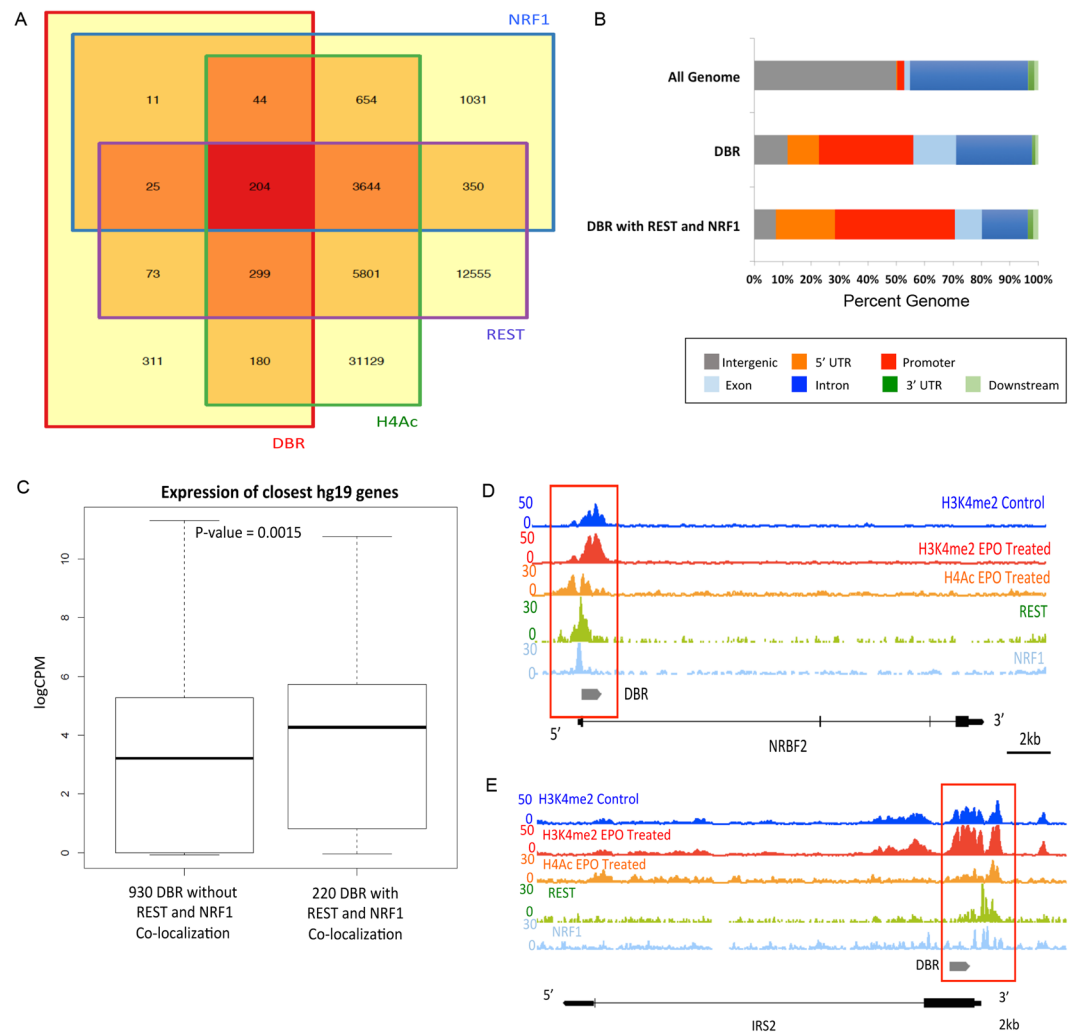 A
NRF1
11
44
654
1031
25
204
3644
350
73
299
5801
12555
REST
311
180
31129
H4Ac
DBR
B
All Genome
DBR
DBR with REST and NRF1
0% 10% 20% 30% 40% 50% 60% 70% 80% 90% 100%
Percent Genome
Intergenic 5' UTR Promoter
Exon Intron 3' UTR Downstream
C
Expression of closest hg19 genes
P-value = 0.0015
logCPM
10
8
6
4
2
0
930 DBR without
REST and NRF1
Co-localization
220 DBR with
REST and NRF1
Co-localization
D
50
0
H3K4me2 Control
50
0
H3K4me2 EPO Treated
30
0
H4Ac EPO Treated
30
0
REST
30
0
NRF1
DBR
5'
3'
NRBF2
2kb
E
50
0
H3K4me2 Control
50
0
H3K4me2 EPO Treated
30
0
H4Ac EPO Treated
30
0
REST
30
0
NRF1
DBR
5'
3'
IRS2
2kb